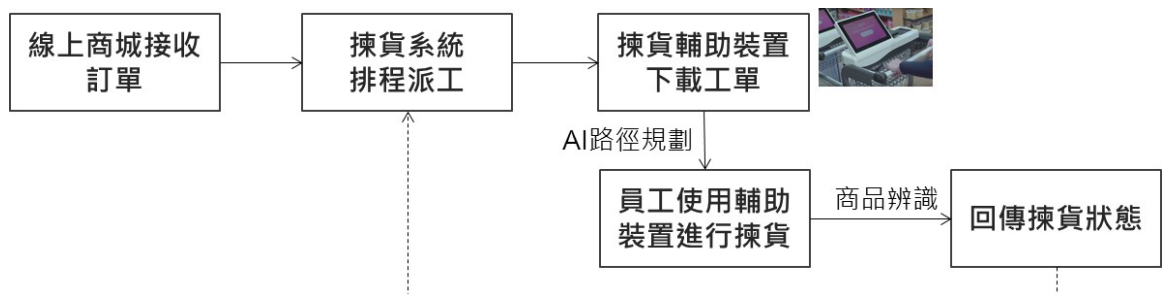 線上商城接收
訂單
揀貨系統
排程派工
揀貨輔助裝置
下載工單
AI路徑規劃
員工使用輔助
裝置進行揀貨
商品辨識
回傳揀貨狀態